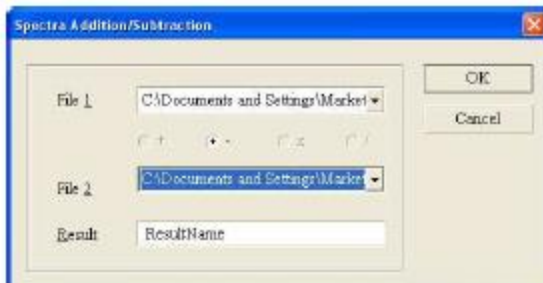 Spectra Addition/Subtraction
File 1
C:\Documents and Settings\Market
OK
Cancel
+ - x /
File 2
C:\Documents and Settings\Market
Result
ResultName